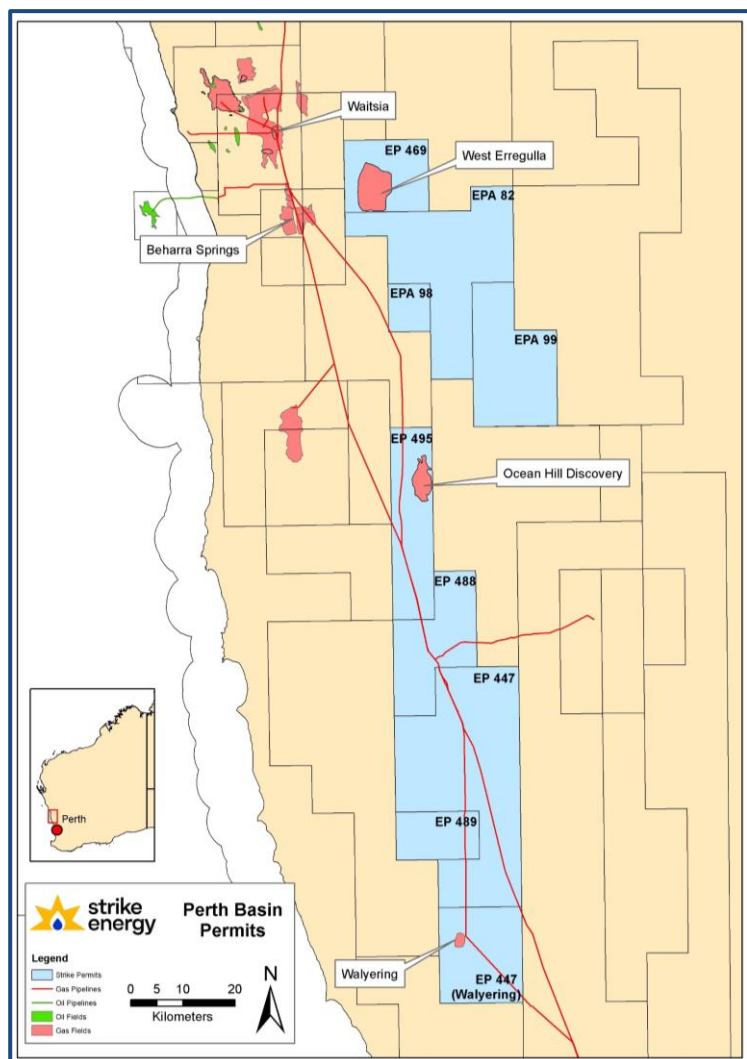 Waitsia
EP 469
West Erregulla
EPA 82
Beharra Springs
EPA 98
EPA 99
EP 495
Ocean Hill Discovery
EP 488
EP 447
Perth
EP 489
strike
energy
Perth Basin
Permits
Legend
Strike Permits
Gas Pipelines
Oil Pipelines
Oil Fields
Gas Fields
0 5 10 20
Kilometers
N
Walyering
EP 447
(Walyering)